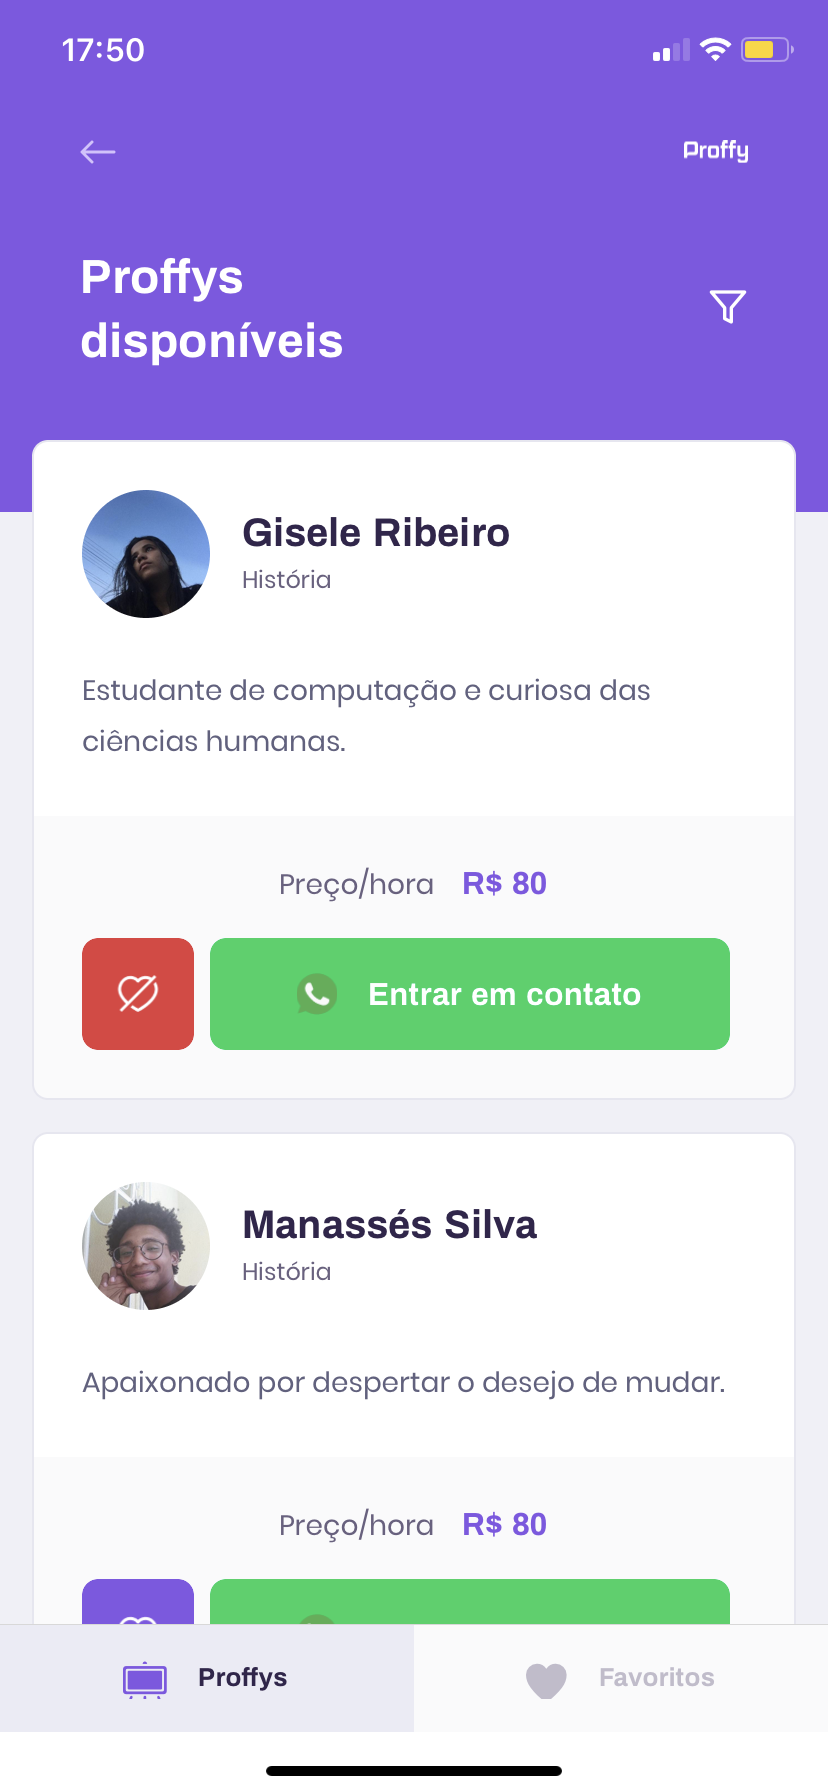 17:50
Proffy
Proffys
disponíveis
Gisele Ribeiro
História
Estudante de computação e curiosa das
ciências humanas.
Preço/hora R$ 80
Entrar em contato
Manassés Silva
História
Apaixonado por despertar o desejo de mudar.
Preço/hora R$ 80
Proffys
Favoritos